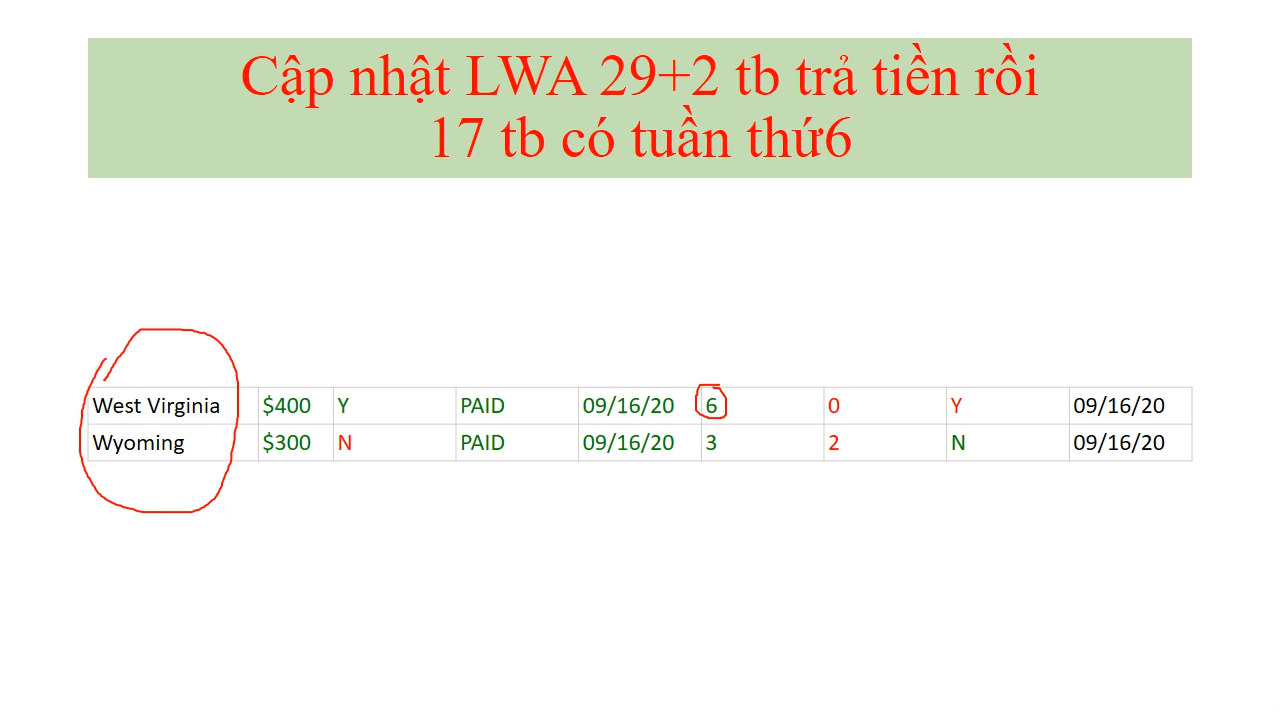 Cập nhật LWA 29+2 tb trả tiền rồi
17 tb có tuần thứ6
West Virginia $400 Y PAID 09/16/20 6 0 Y 09/16/20
Wyoming $300 N PAID 09/16/20 3 2 N 09/16/20